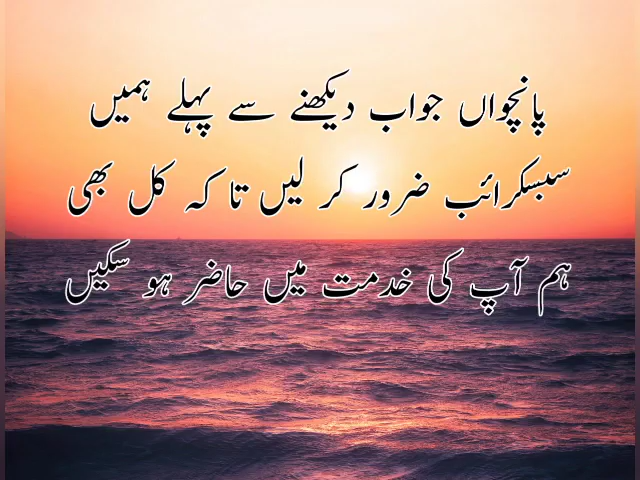 پانچواں جواب دیکھنے سے پہلے ہمیں
سبسکرائب ضرور کر لیں تا کہ کل بھی
ہم آپ کی خدمت میں حاضر ہو سکیں